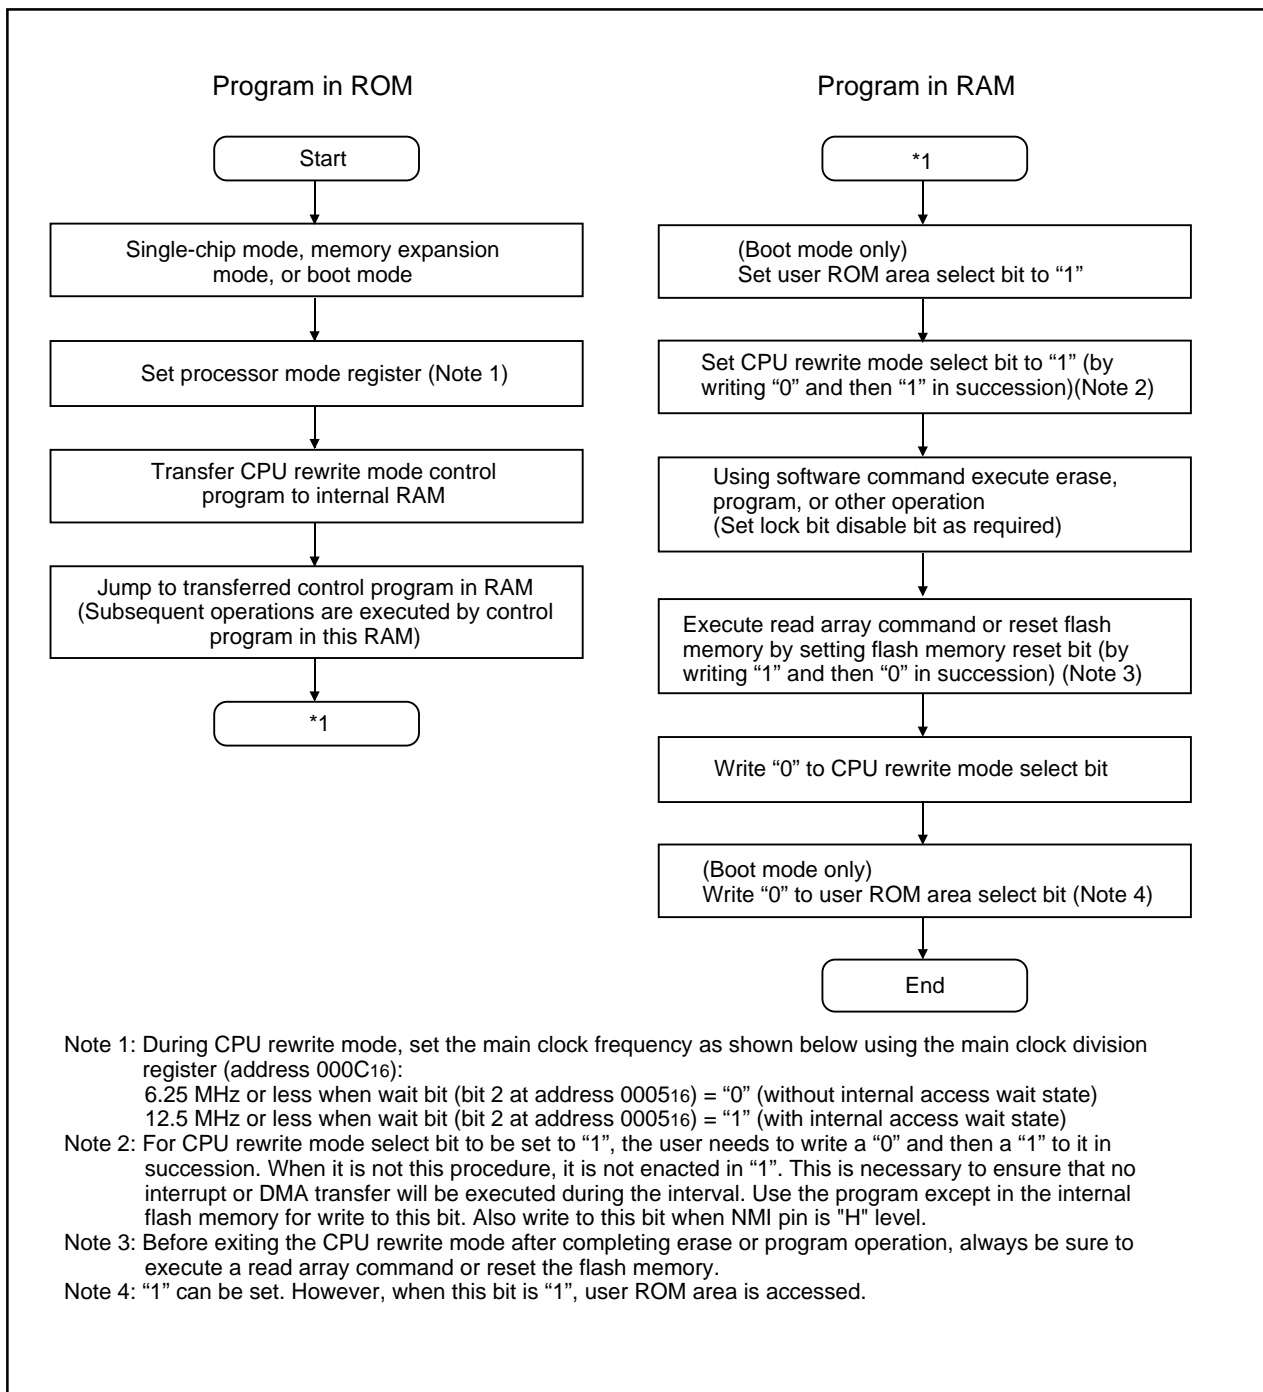 Program in ROM
Start
Single-chip mode, memory expansion
mode, or boot mode
Set processor mode register (Note 1)
Transfer CPU rewrite mode control
program to internal RAM
Jump to transferred control program in RAM
(Subsequent operations are executed by control
program in this RAM)
*1
Program in RAM
*1
(Boot mode only)
Set user ROM area select bit to “1”
Set CPU rewrite mode select bit to “1” (by
writing “0” and then “1” in succession)(Note 2)
Using software command execute erase,
program, or other operation
(Set lock bit disable bit as required)
Execute read array command or reset flash
memory by setting flash memory reset bit (by
writing “1” and then “0” in succession) (Note 3)
Write “0” to CPU rewrite mode select bit
(Boot mode only)
Write “0” to user ROM area select bit (Note 4)
End
Note 1: During CPU rewrite mode, set the main clock frequency as shown below using the main clock division
register (address 000C16):
6.25 MHz or less when wait bit (bit 2 at address 000516) = “0” (without internal access wait state)
12.5 MHz or less when wait bit (bit 2 at address 000516) = “1” (with internal access wait state)
Note 2: For CPU rewrite mode select bit to be set to “1”, the user needs to write a “0” and then a “1” to it in
succession. When it is not this procedure, it is not enacted in “1”. This is necessary to ensure that no
interrupt or DMA transfer will be executed during the interval. Use the program except in the internal
flash memory for write to this bit. Also write to this bit when NMI pin is "H" level.
Note 3: Before exiting the CPU rewrite mode after completing erase or program operation, always be sure to
execute a read array command or reset the flash memory.
Note 4: “1” can be set. However, when this bit is “1”, user ROM area is accessed.